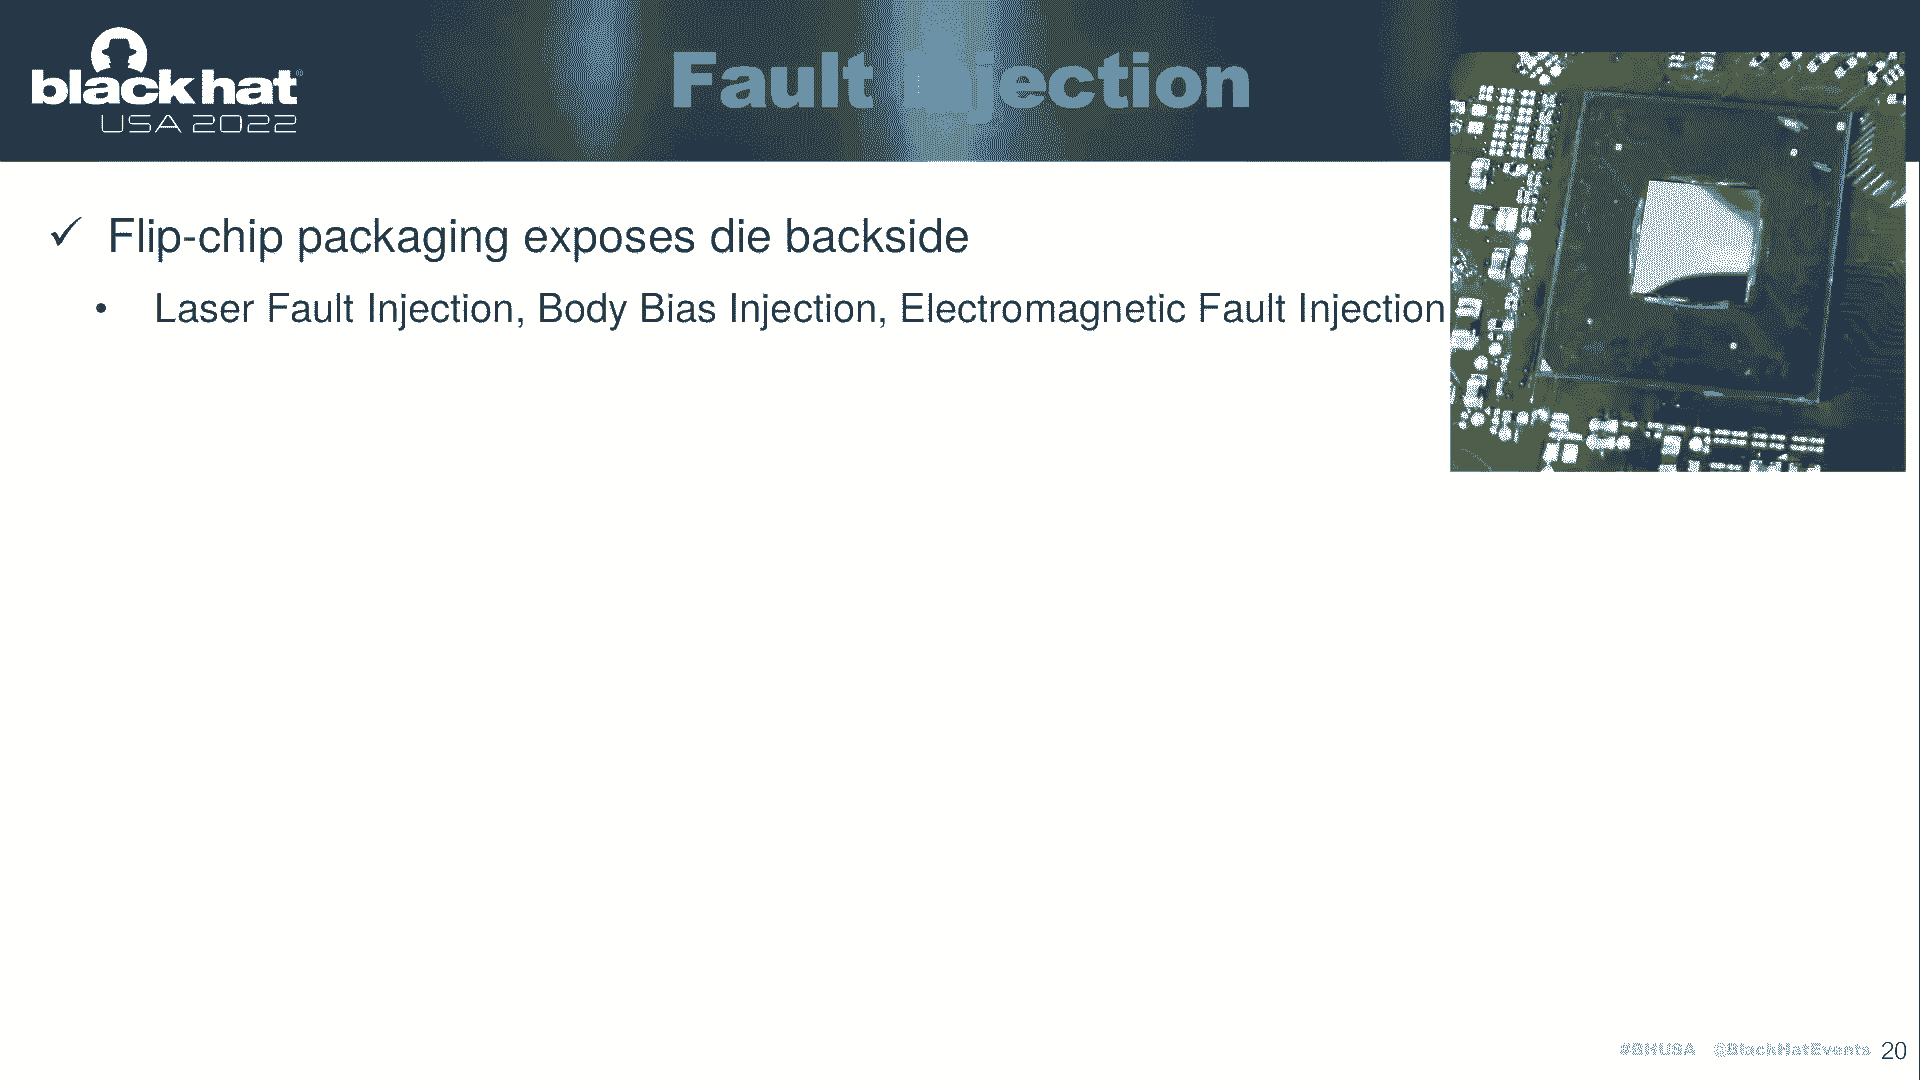 black hat®
USA 2022
Fault Injection
✓ Flip-chip packaging exposes die backside
• Laser Fault Injection, Body Bias Injection, Electromagnetic Fault Injection
#BHUSA @BlackHatEvents 20